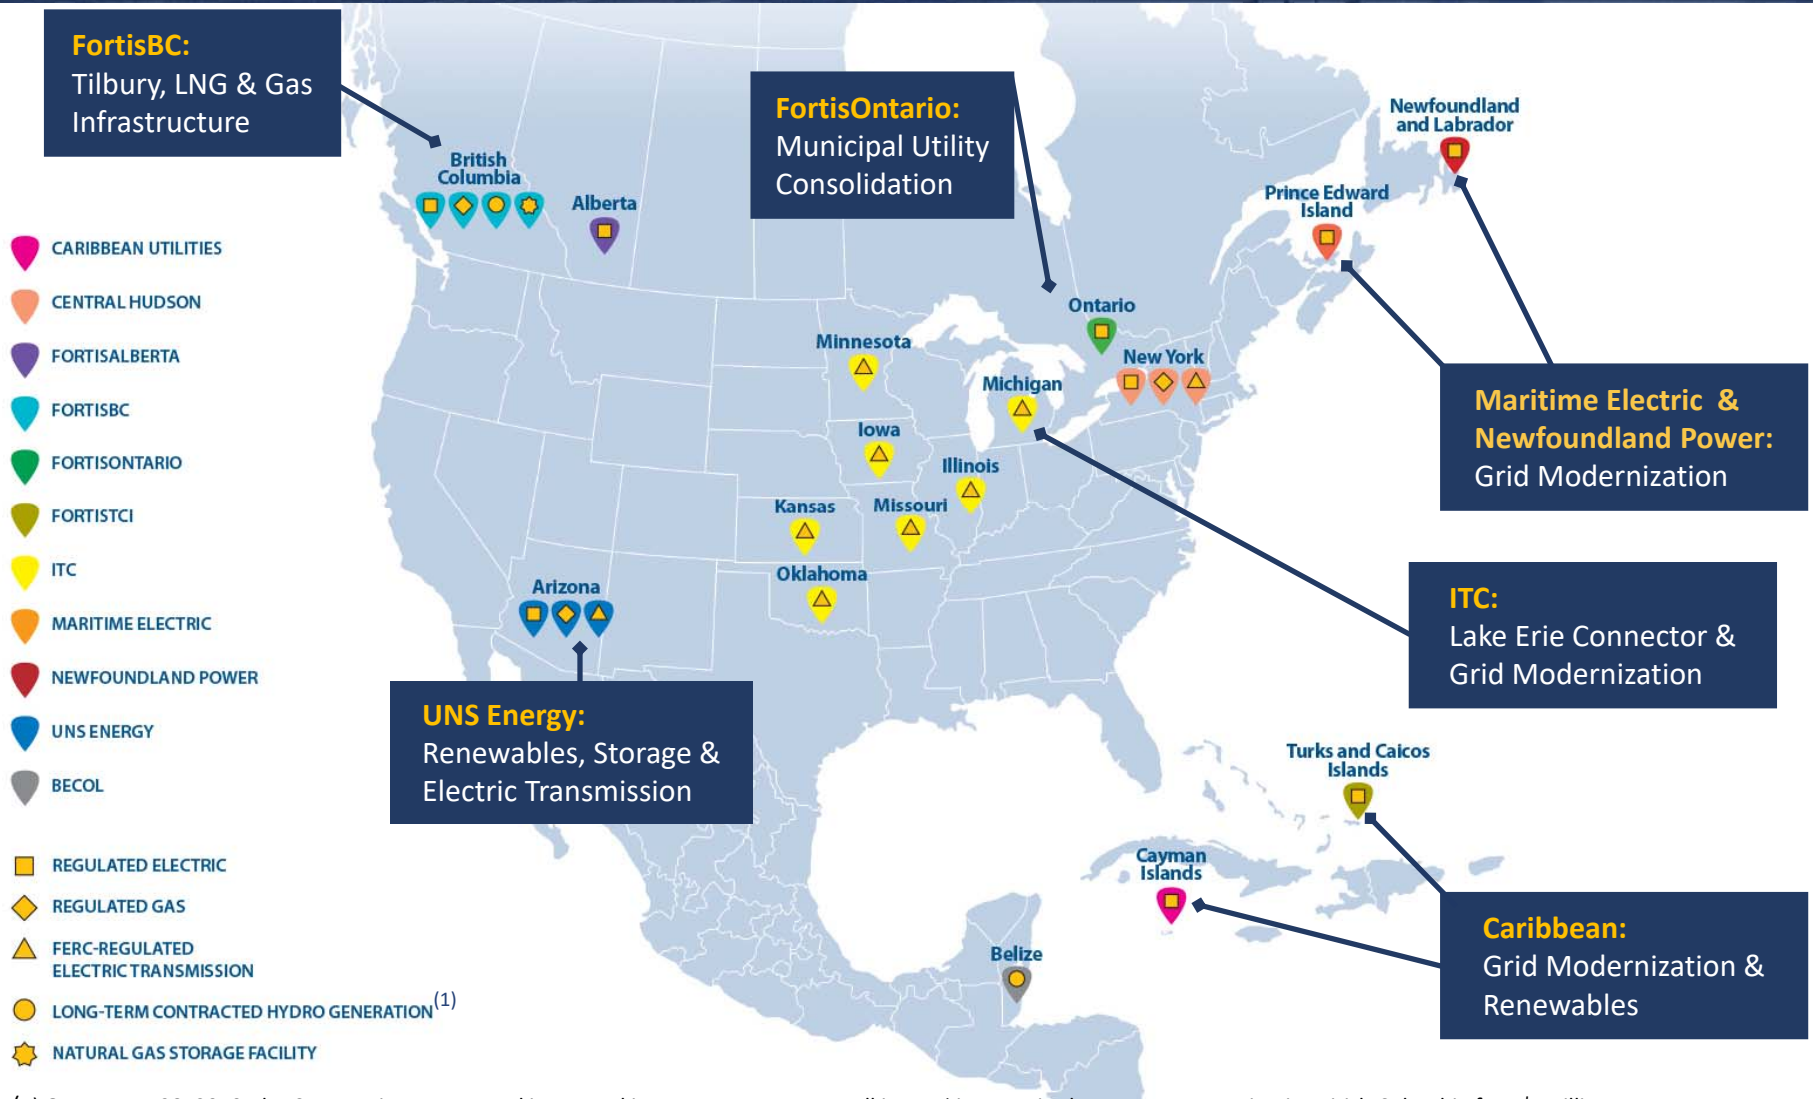 FortisBC:
Tilbury, LNG & Gas
Infrastructure
FortisOntario:
Municipal Utility
Consolidation
Newfoundland
and Labrador
British
Columbia
Alberta
Prince Edward
Island
Ontario
Minnesota
New York
Michigan
Iowa
Illinois
Kansas
Missouri
Oklahoma
Arizona
Maritime Electric &
Newfoundland Power:
Grid Modernization
ITC:
Lake Erie Connector &
Grid Modernization
UNS Energy:
Renewables, Storage &
Electric Transmission
Turks and Caicos
Islands
Cayman
Islands
Belize
Caribbean:
Grid Modernization &
Renewables
CARIBBEAN UTILITIES
CENTRAL HUDSON
FORTISALBERTA
FORTISBC
FORTISONTARIO
FORTISTCI
ITC
MARITIME ELECTRIC
NEWFOUNDLAND POWER
UNS ENERGY
BECOL
REGULATED ELECTRIC
REGULATED GAS
FERC-REGULATED
ELECTRIC TRANSMISSION
LONG-TERM CONTRACTED HYDRO GENERATION(1)
NATURAL GAS STORAGE FACILITY